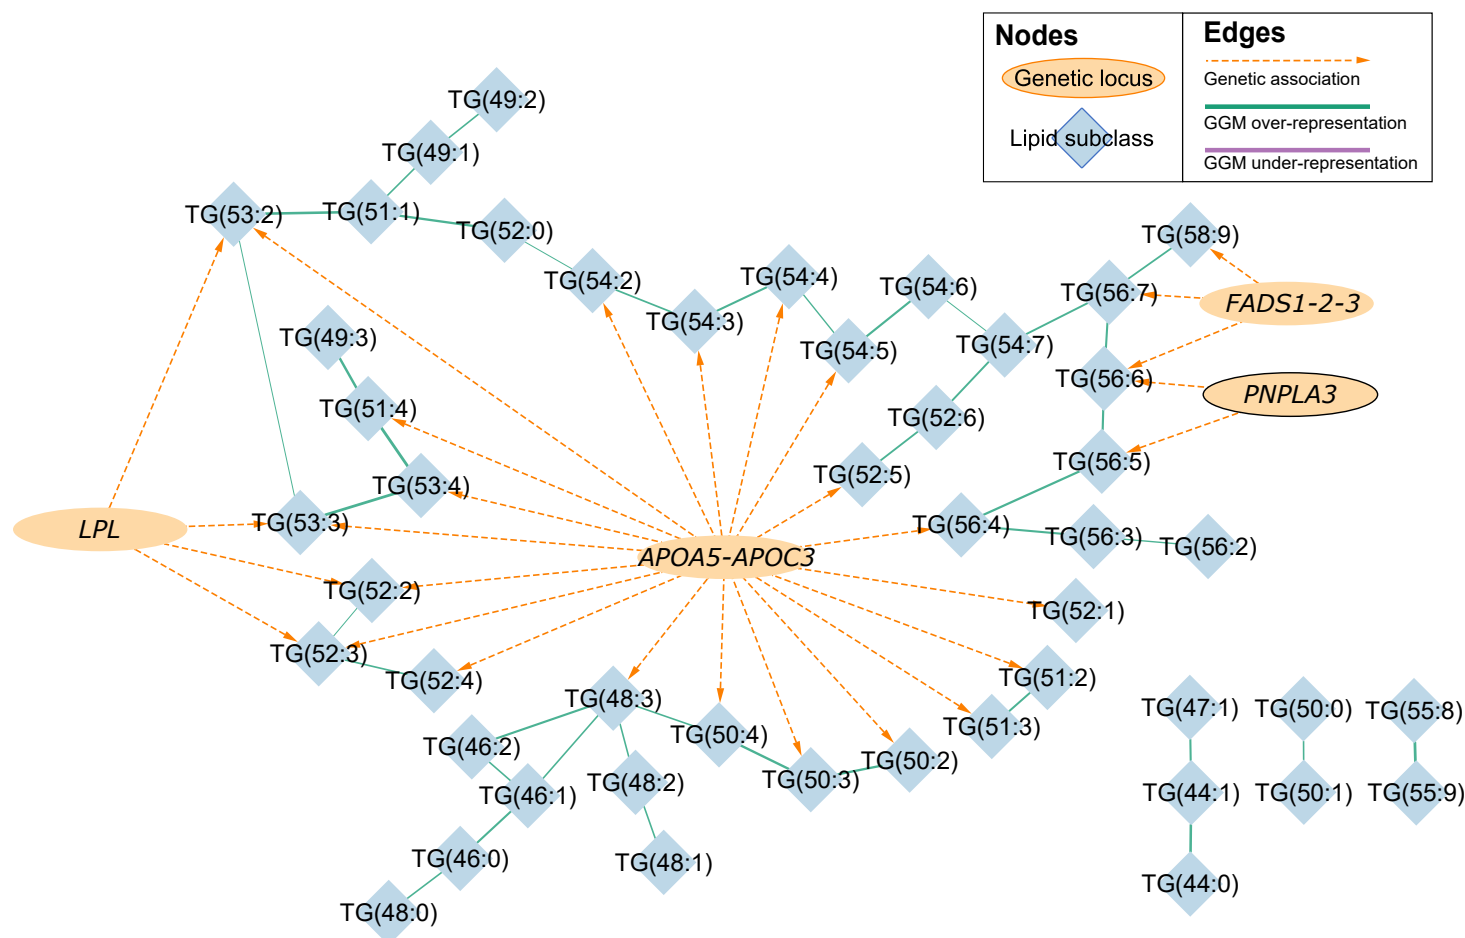 Nodes
Genetic locus
Lipid subclass
Edges
Genetic association
GGM over-representation
GGM under-representation
TG(49:2)
TG(49:1)
TG(53:2)
TG(51:1)
TG(52:0)
TG(54:2)
TG(54:3)
TG(54:4)
TG(54:5)
TG(54:6)
TG(54:7)
TG(56:7)
TG(58:9)
FADS1-2-3
TG(56:6)
PNPLA3
TG(49:3)
TG(51:4)
TG(53:4)
TG(53:3)
LPL
TG(52:6)
TG(52:5)
TG(56:5)
TG(56:4)
TG(56:3)
TG(56:2)
APOA5-APOC3
TG(52:2)
TG(52:3)
TG(52:4)
TG(52:1)
TG(51:2)
TG(51:3)
TG(48:3)
TG(50:4)
TG(50:3)
TG(50:2)
TG(46:2)
TG(46:1)
TG(48:2)
TG(48:1)
TG(46:0)
TG(48:0)
TG(47:1)
TG(50:0)
TG(55:8)
TG(44:1)
TG(50:1)
TG(55:9)
TG(44:0)